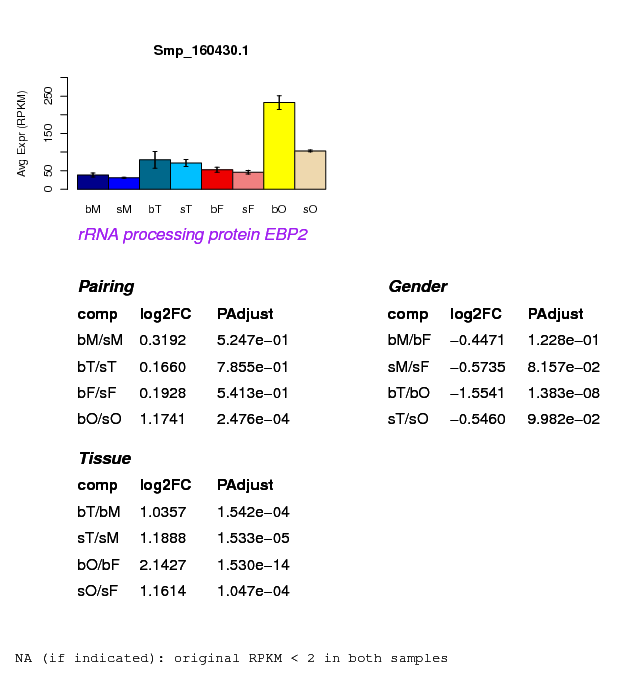 Smp_160430.1
Avg Expr (RPKM)
250
150
50
0
bM sM bT sT bF sF bO sO
rRNA processing protein EBP2
Pairing
comp log2FC PAdjust
bM/sM 0.3192 5.247e−01
bT/sT 0.1660 7.855e−01
bF/sF 0.1928 5.413e−01
bO/sO 1.1741 2.476e−04
Gender
comp log2FC PAdjust
bM/bF −0.4471 1.228e−01
sM/sF −0.5735 8.157e−02
bT/bO −1.5541 1.383e−08
sT/sO −0.5460 9.982e−02
Tissue
comp log2FC PAdjust
bT/bM 1.0357 1.542e−04
sT/sM 1.1888 1.533e−05
bO/bF 2.1427 1.530e−14
sO/sF 1.1614 1.047e−04
NA (if indicated): original RPKM < 2 in both samples